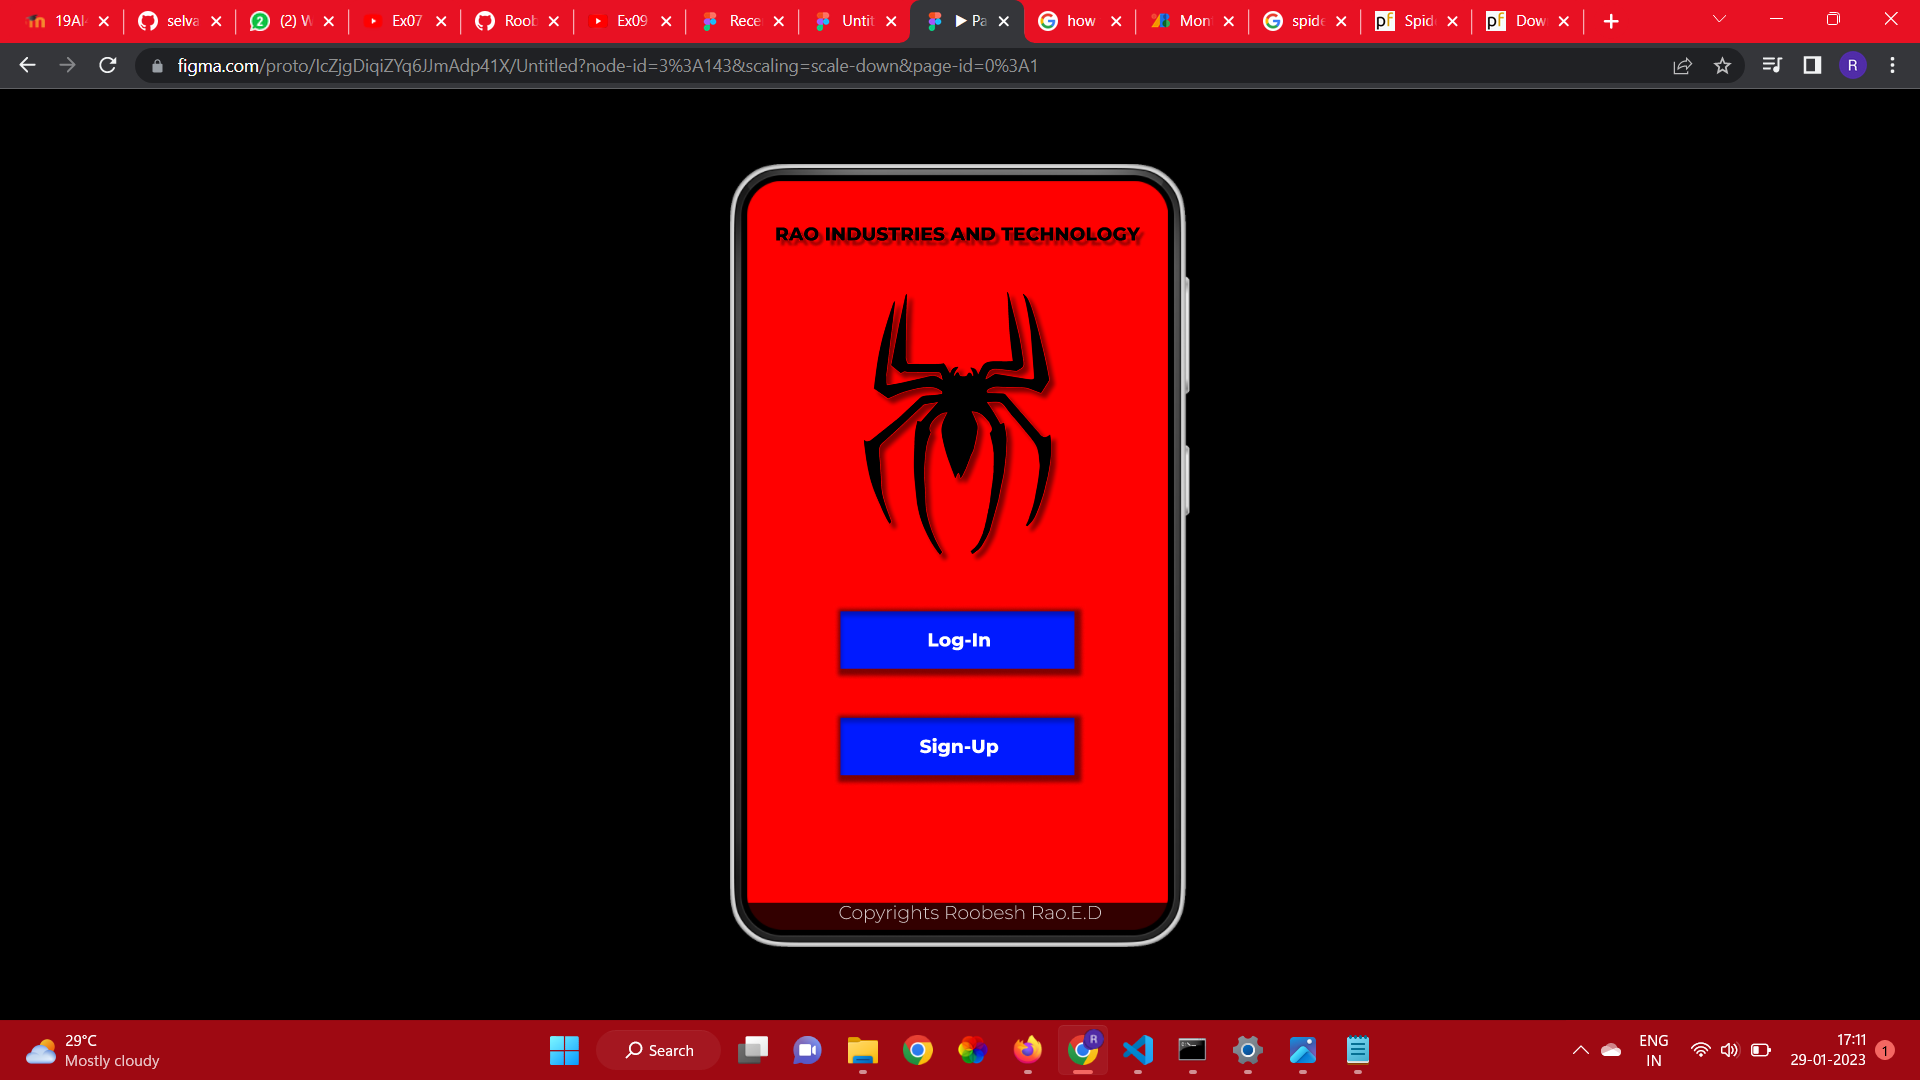 19AI
selva
(2) W
Ex07
Roob
Ex09
Rece
Untit
Pa
how
Mon
spide
pf
Spid
pf
Dow
figma.com/proto/IcZjgDiqiZYq6JJmAdp41X/Untitled?node-id=3%3A143&scaling=scale-down&page-id=0%3A1
R
RAO INDUSTRIES AND TECHNOLOGY
Log-In
Sign-Up
Copyrights Roobesh Rao.E.D
29°C
Mostly cloudy
Search
R
ENG
IN
17:11
29-01-2023
1